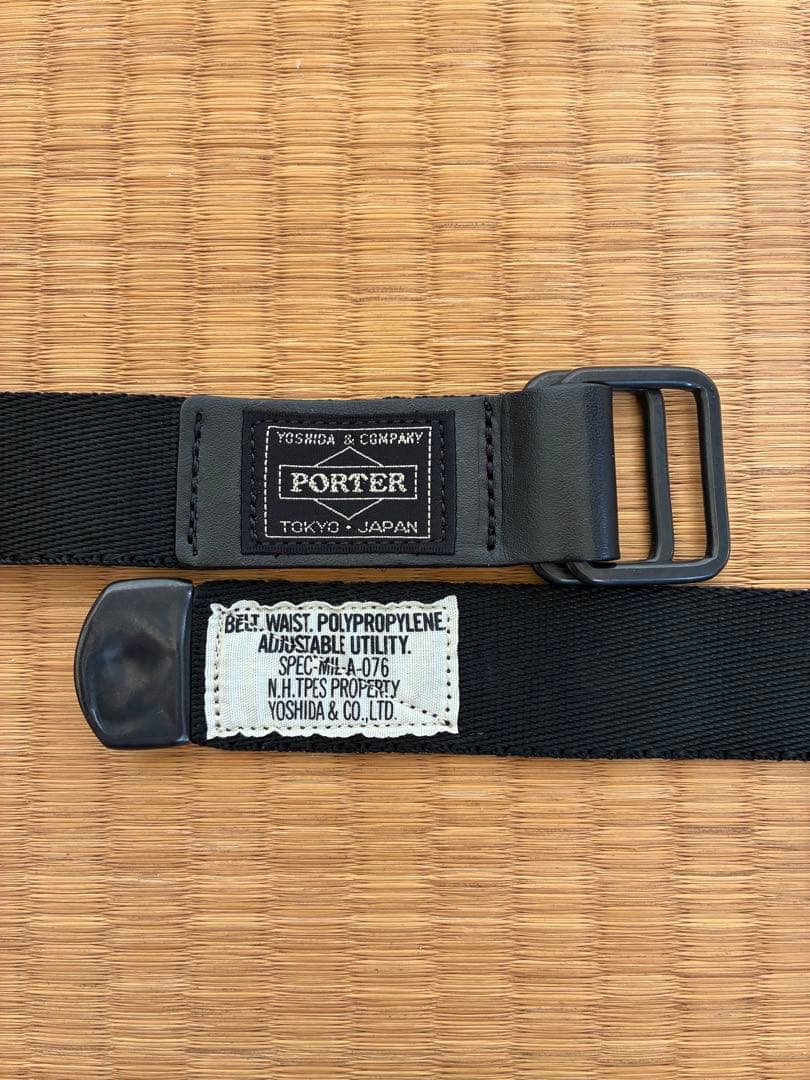 YOSHIDA & COMPANY
PORTER
TOKYO・JAPAN
BELT. WAIST. POLYPROPYLENE.
ADJUSTABLE UTILITY.
SPEC-MIL-A-076
N.H.TPES PROPERTY
YOSHIDA & CO.,LTD.